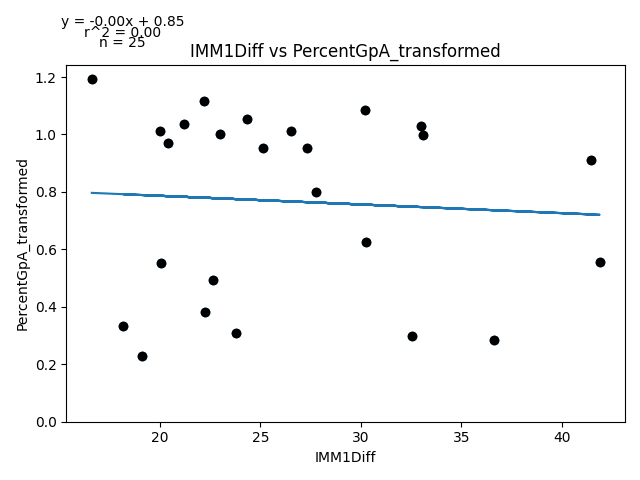 y = -0.00x + 0.85
r^2 = 0.00
n = 25
IMM1Diff vs PercentGpA_transformed
PercentGpA_transformed
1.2
1.0
0.8
0.6
0.4
0.2
0.0
20 25 30 35 40
IMM1Diff